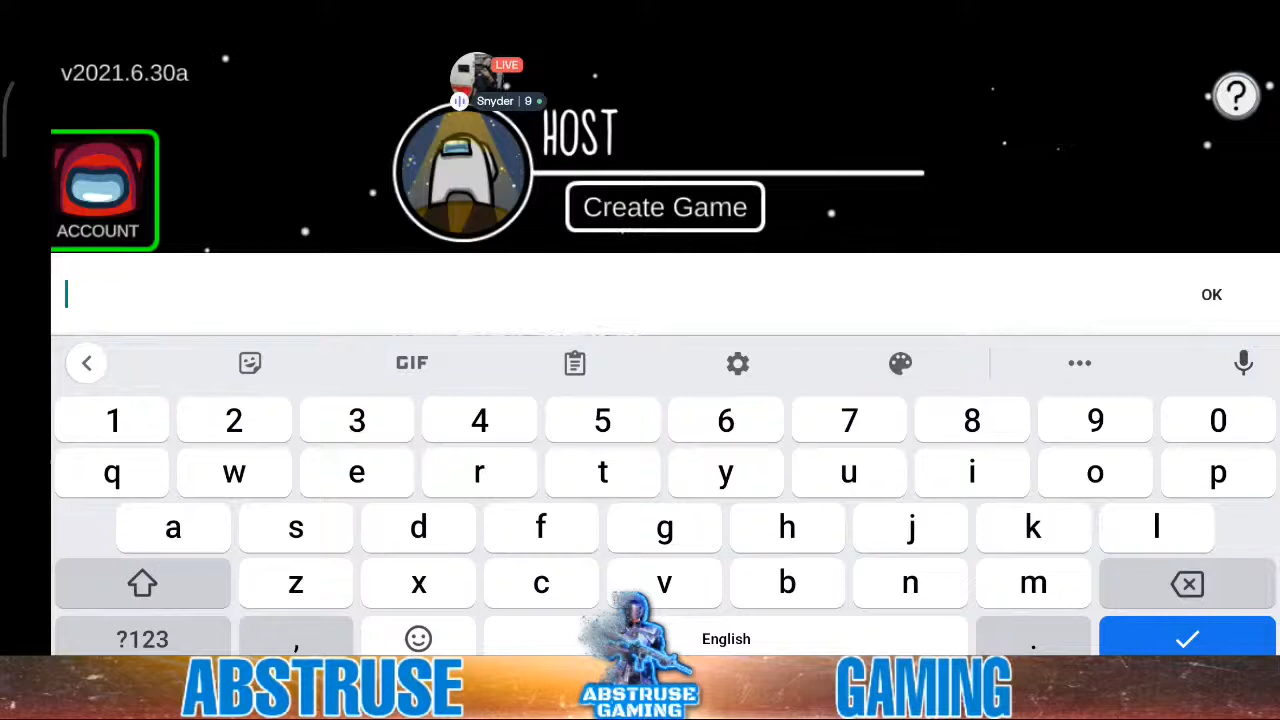 v2021.6.30a
LIVE
Snyder | 9
HOST
?
Create Game
ACCOUNT
OK
GIF
1 2 3 4 5 6 7 8 9 0
q w e r t y u i o p
a s d f g h j k l
z x c v b n m
?123 , English .
ABSTRUSE GAMING
ABSTRUSE
GAMING